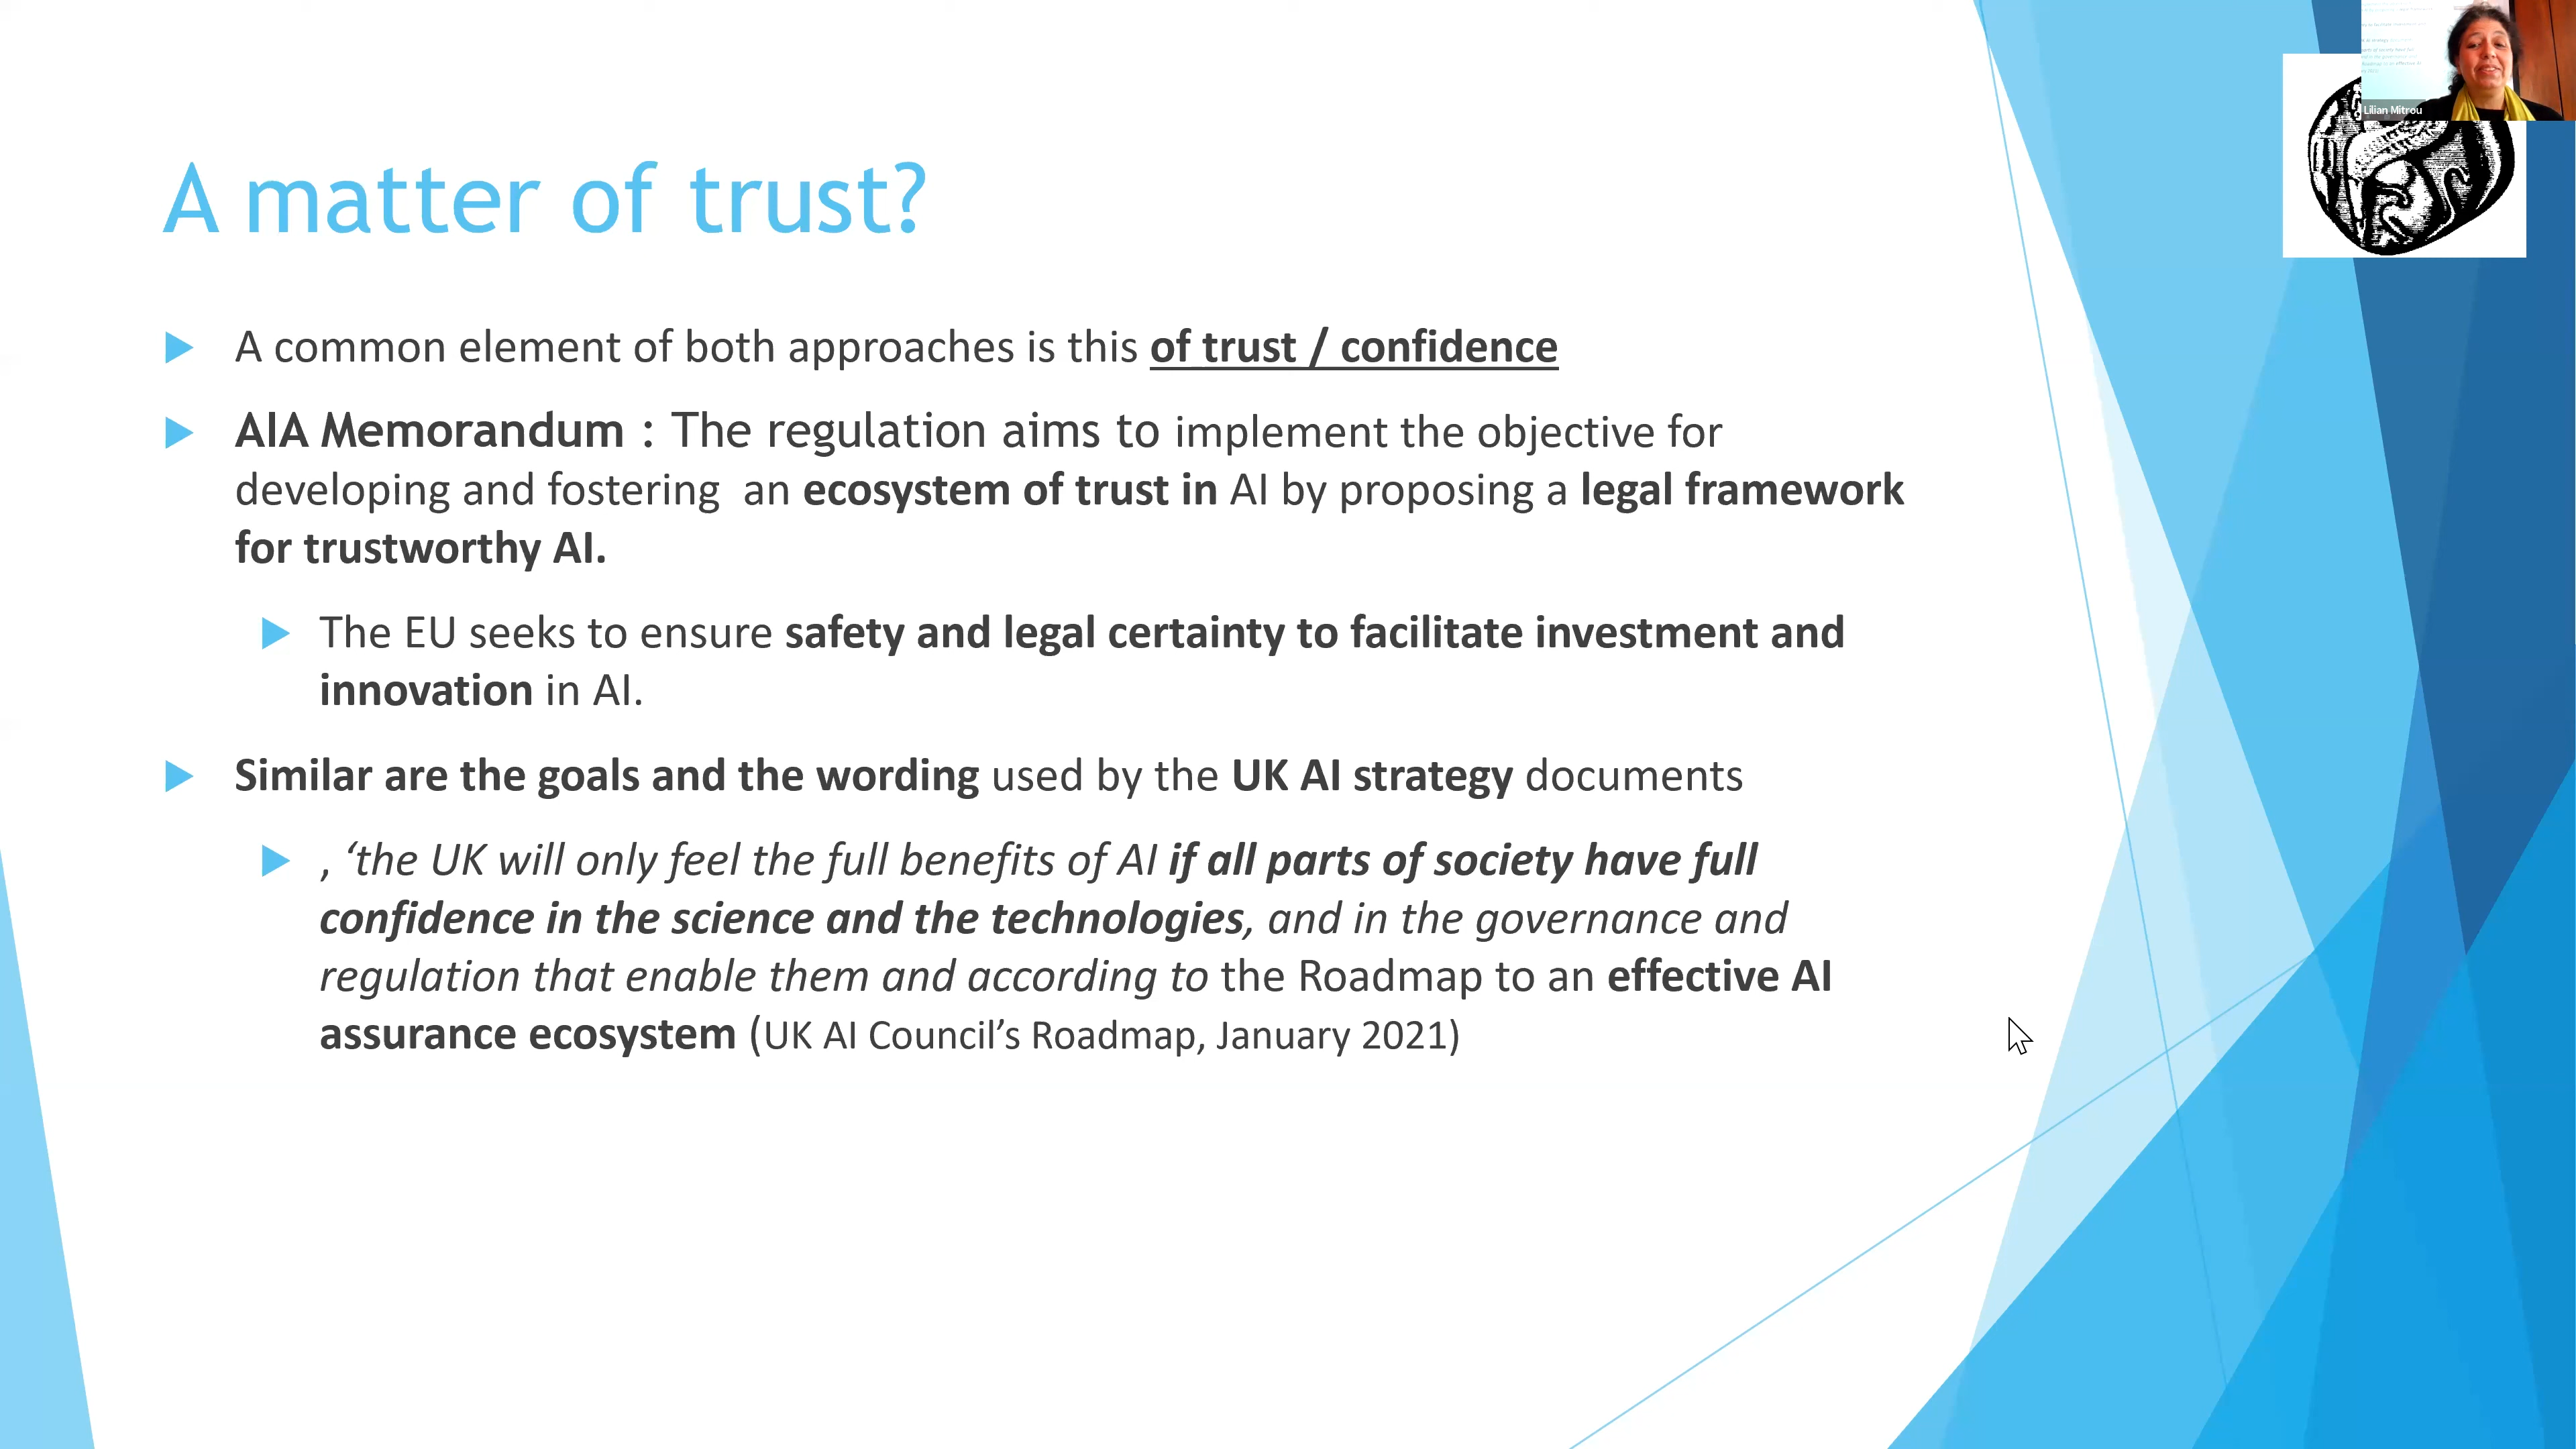 Lilian Mitrou
A matter of trust?
A common element of both approaches is this of trust / confidence
AIA Memorandum : The regulation aims to implement the objective for
developing and fostering  an ecosystem of trust in AI by proposing a legal framework
for trustworthy AI.
The EU seeks to ensure safety and legal certainty to facilitate investment and
innovation in AI.
Similar are the goals and the wording used by the UK AI strategy documents
, ‘the UK will only feel the full benefits of AI if all parts of society have full
confidence in the science and the technologies, and in the governance and
regulation that enable them and according to the Roadmap to an effective AI
assurance ecosystem (UK AI Council’s Roadmap, January 2021)